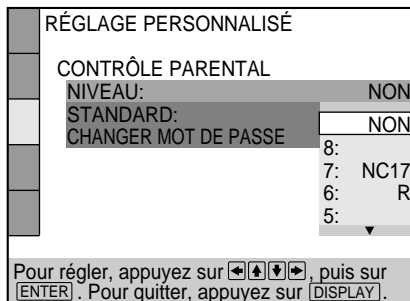 RÉGLAGE PERSONNALISÉ
CONTRÔLE PARENTAL
NIVEAU: NON
STANDARD:
CHANGER MOT DE PASSE
NON
8:
7: NC17
6: R
5:
Pour régler, appuyez sur , puis sur
ENTER . Pour quitter, appuyez sur DISPLAY .